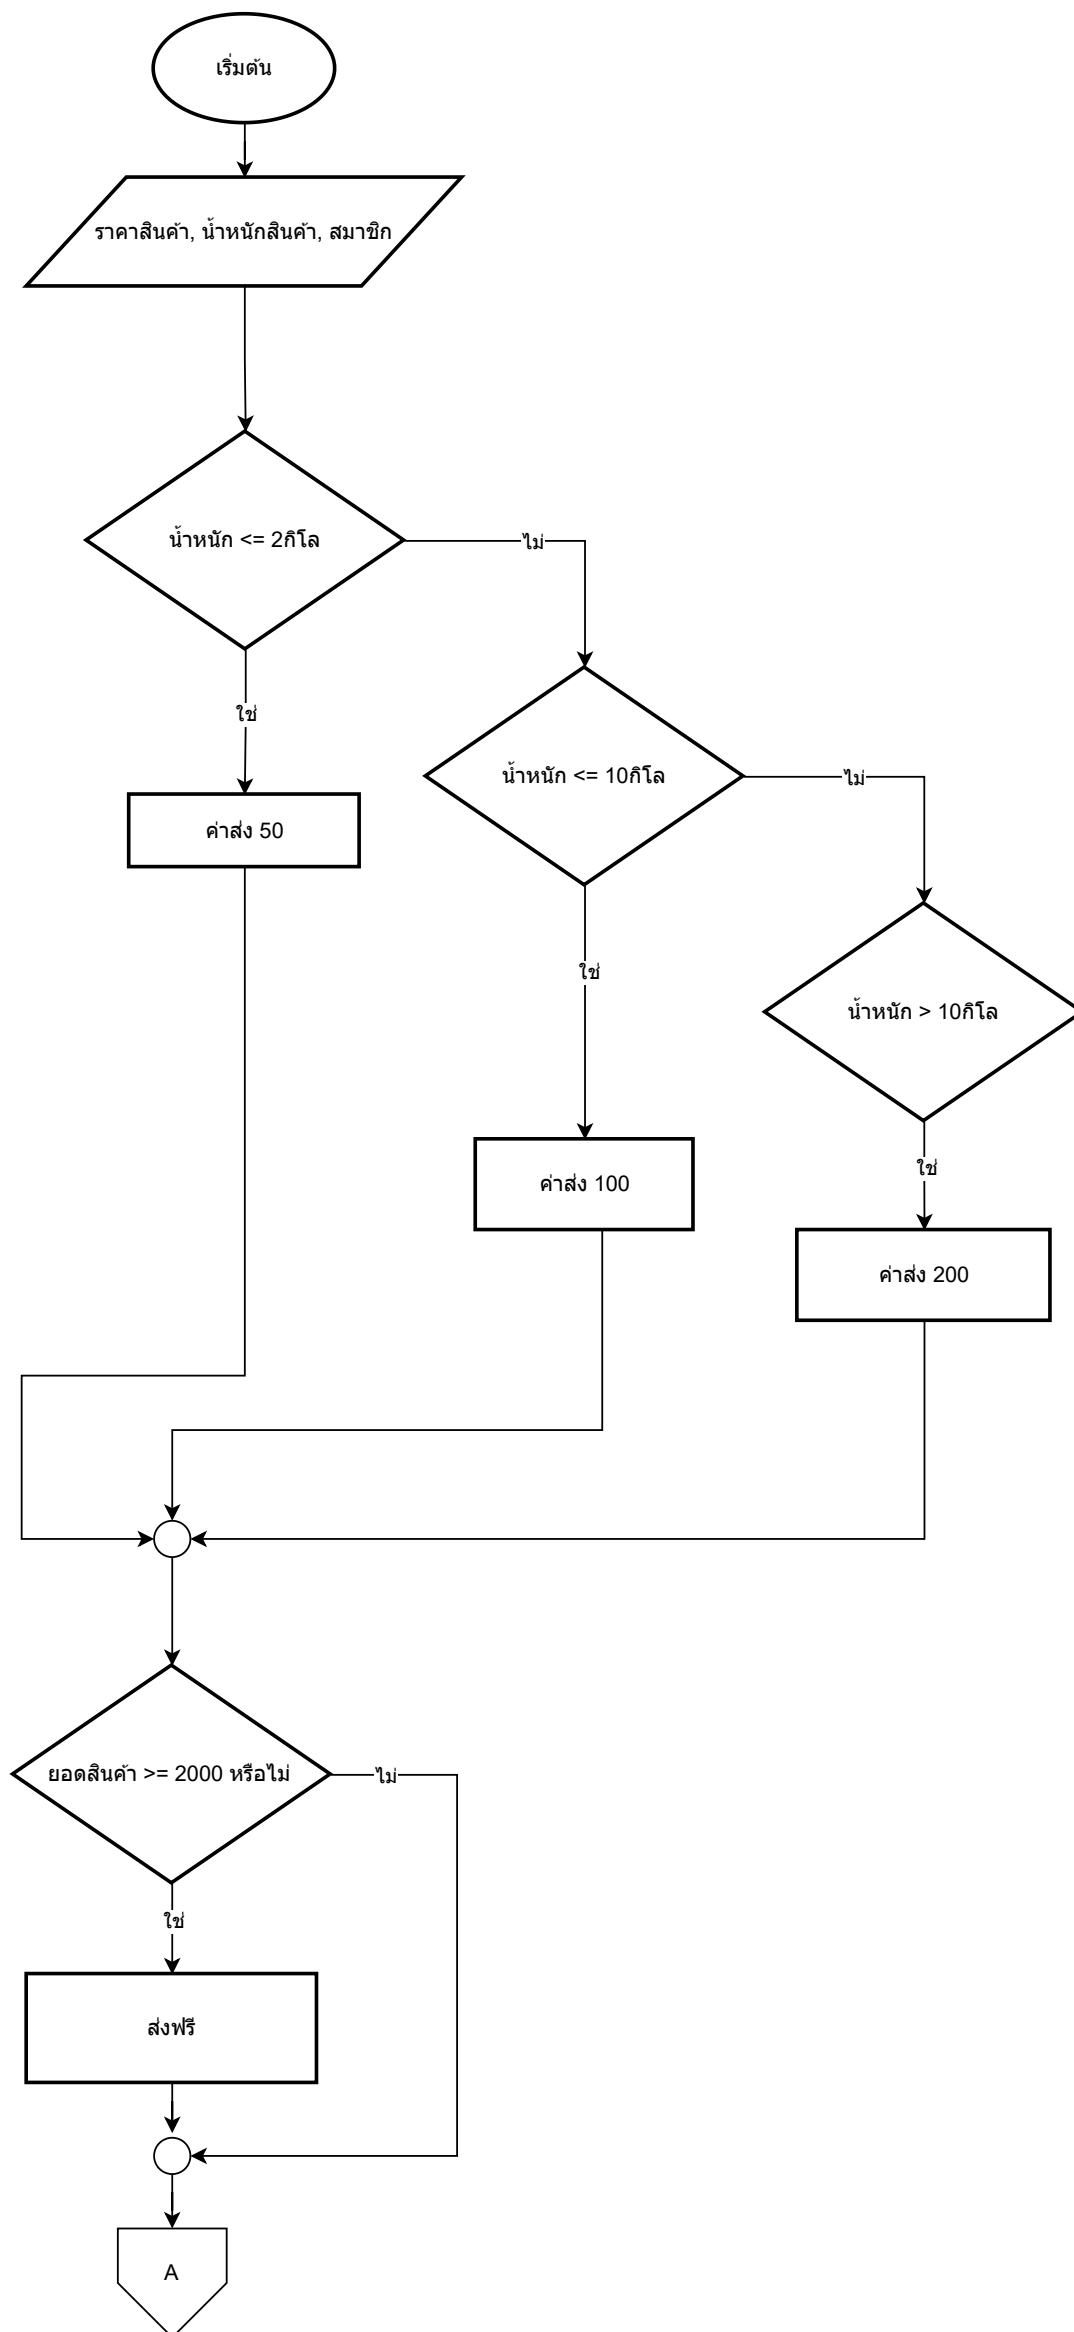 เริ่มต้น
ราคาสินค้า, น้ำหนักสินค้า, สมาชิก
น้ำหนัก <= 2กิโล
ไม่
ใช่
น้ำหนัก <= 10กิโล
ไม่
ค่าส่ง 50
ใช่
น้ำหนัก > 10กิโล
ใช่
ค่าส่ง 100
ค่าส่ง 200
ยอดสินค้า >= 2000 หรือไม่
ไม่
ใช่
ส่งฟรี
A